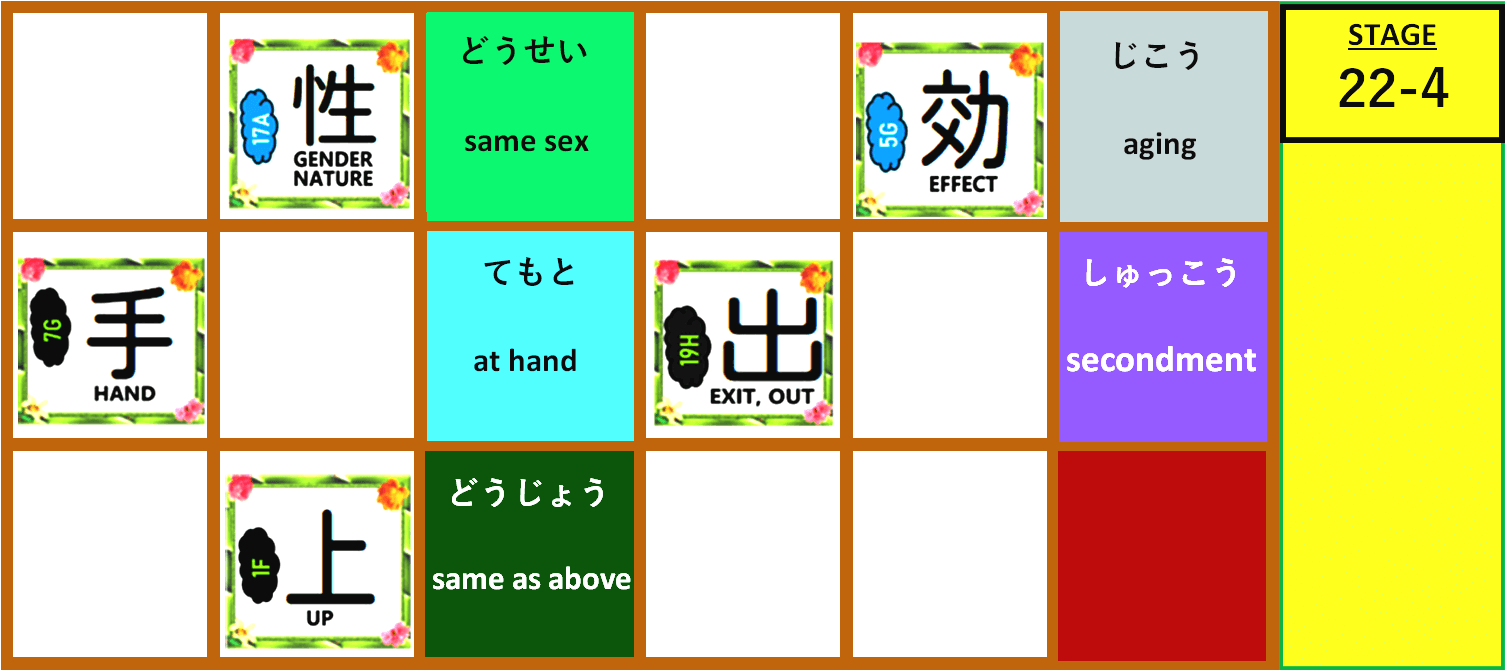 17A
性
GENDER
NATURE
どうせい
same sex
5G
効
EFFECT
じこう
aging
STAGE
22-4
7G
手
HAND
てもと
at hand
19H
出
EXIT, OUT
しゅっこう
secondment
1F
上
UP
どうじょう
same as above